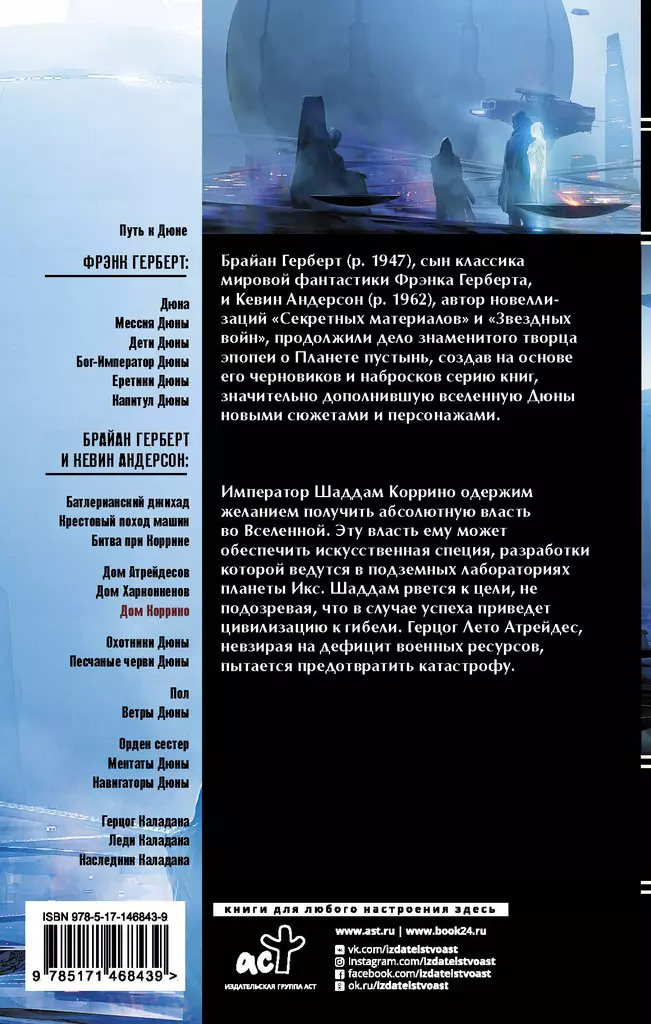 Путь к Дюне
ФРЭНК ГЕРБЕРТ:
Дюна
Мессия Дюны
Дети Дюны
Бог-Император Дюны
Еретики Дюны
Капитул Дюны
БРАЙАН ГЕРБЕРТ
И КЕВИН АНДЕРСОН:
Батлерианский джихад
Крестовый поход машин
Битва при Коррине
Дом Атрейдесов
Дом Харконненов
Дом Коррино
Охотники Дюны
Песчаные черви Дюны
Пол
Ветры Дюны
Орден сестер
Ментаты Дюны
Навигаторы Дюны
Герцог Каладана
Леди Каладана
Наследник Каладана
Брайан Герберт (р. 1947), сын классика
мировой фантастики Фрэнка Герберта,
и Кевин Андерсон (р. 1962), автор новелли-
заций «Секретных материалов» и «Звездных
войн», продолжили дело знаменитого творца
эпопеи о Планете пустынь, создав на основе
его черновиков и набросков серию книг,
значительно дополнившую вселенную Дюны
новыми сюжетами и персонажами.
Император Шаддам Коррино одержим
желанием получить абсолютную власть
во Вселенной. Эту власть ему может
обеспечить искусственная специя, разработки
которой ведутся в подземных лабораториях
планеты Икс. Шаддам рвется к цели, не
подозревая, что в случае успеха приведет
цивилизацию к гибели. Герцог Лето Атрейдес,
невзирая на дефицит военных ресурсов,
пытается предотвратить катастрофу.
ISBN 978-5-17-146843-9
9 785171 468439 >
книги для любого настроения здесь
аст
ИЗДАТЕЛЬСКАЯ ГРУППА АСТ
www.ast.ru | www.book24.ru
vk.com/izdatelstvoast
instagram.com/izdatelstvoast
facebook.com/izdatelstvoast
ok.ru/izdatelstvoast